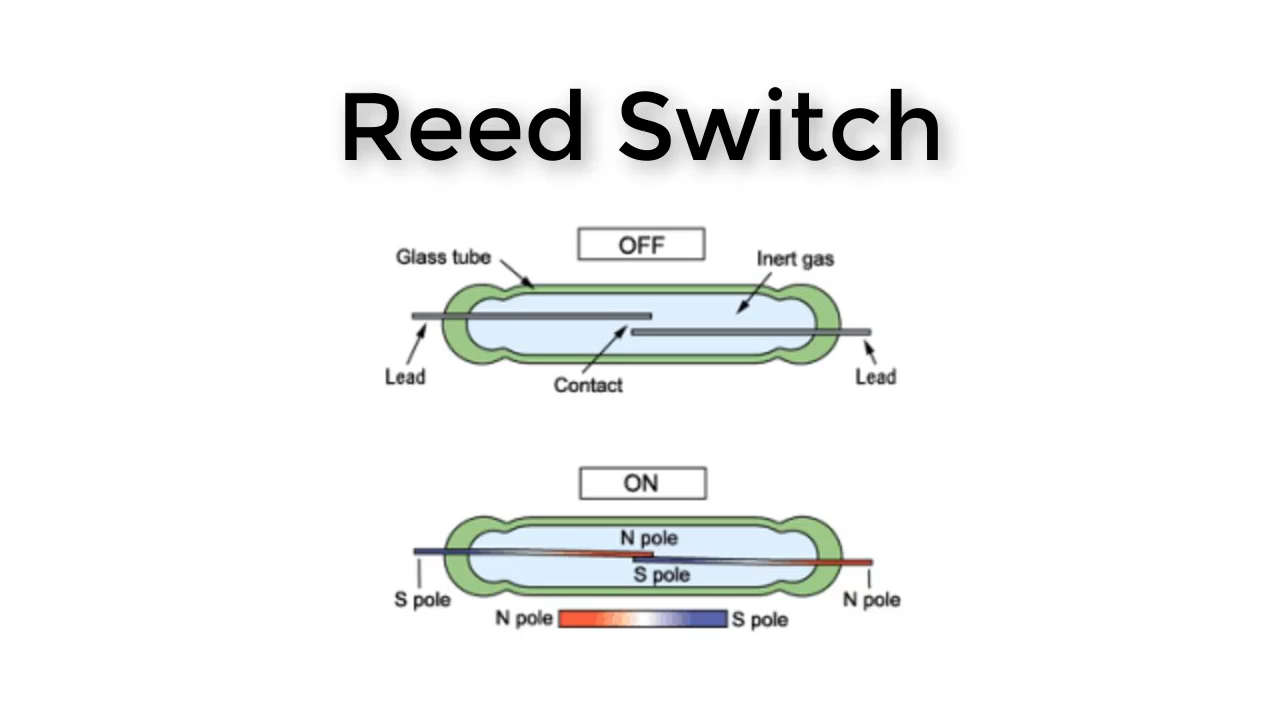 Reed Switch
OFF
Glass tube
Inert gas
Lead
Contact
Lead
ON
N pole
S pole
S pole
N pole
N pole
S pole